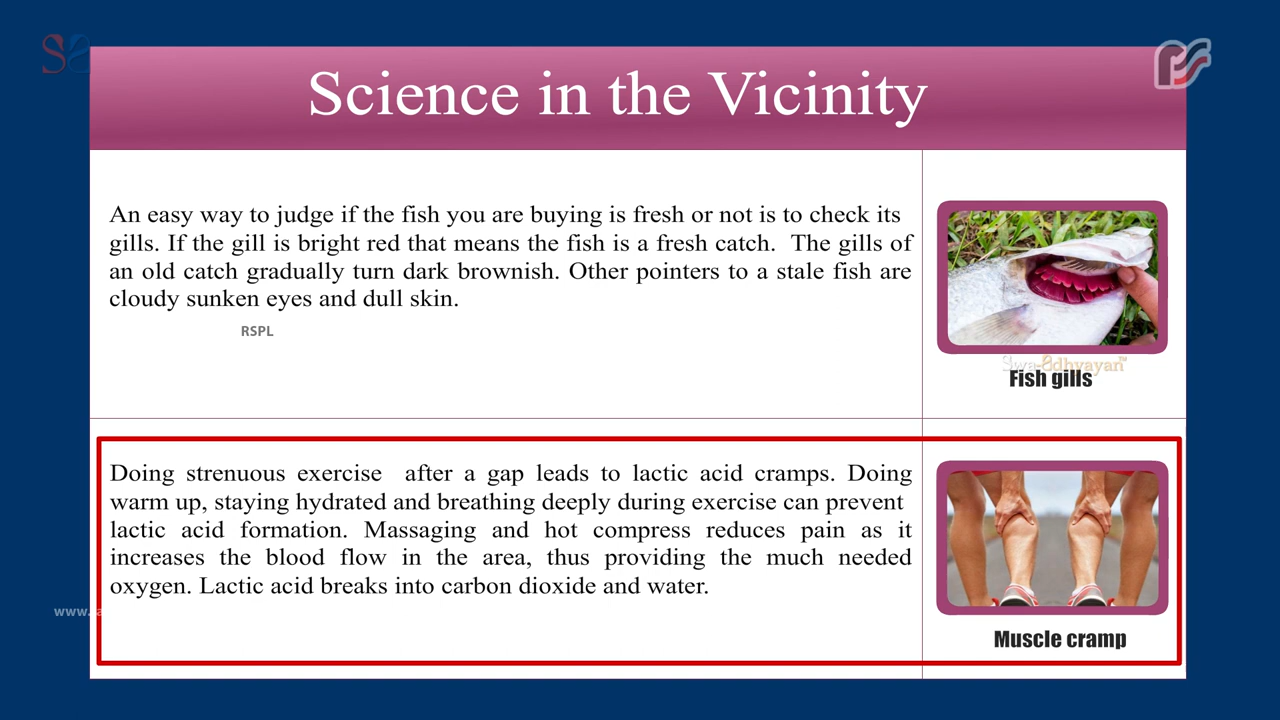 Science in the Vicinity
An easy way to judge if the fish you are buying is fresh or not is to check its
gills. If the gill is bright red that means the fish is a fresh catch. The gills of
an old catch gradually turn dark brownish. Other pointers to a stale fish are
cloudy sunken eyes and dull skin.
RSPL
Swa-adhyayan™
Fish gills
Doing strenuous exercise after a gap leads to lactic acid cramps. Doing
warm up, staying hydrated and breathing deeply during exercise can prevent
lactic acid formation. Massaging and hot compress reduces pain as it
increases the blood flow in the area, thus providing the much needed
oxygen. Lactic acid breaks into carbon dioxide and water.
Muscle cramp